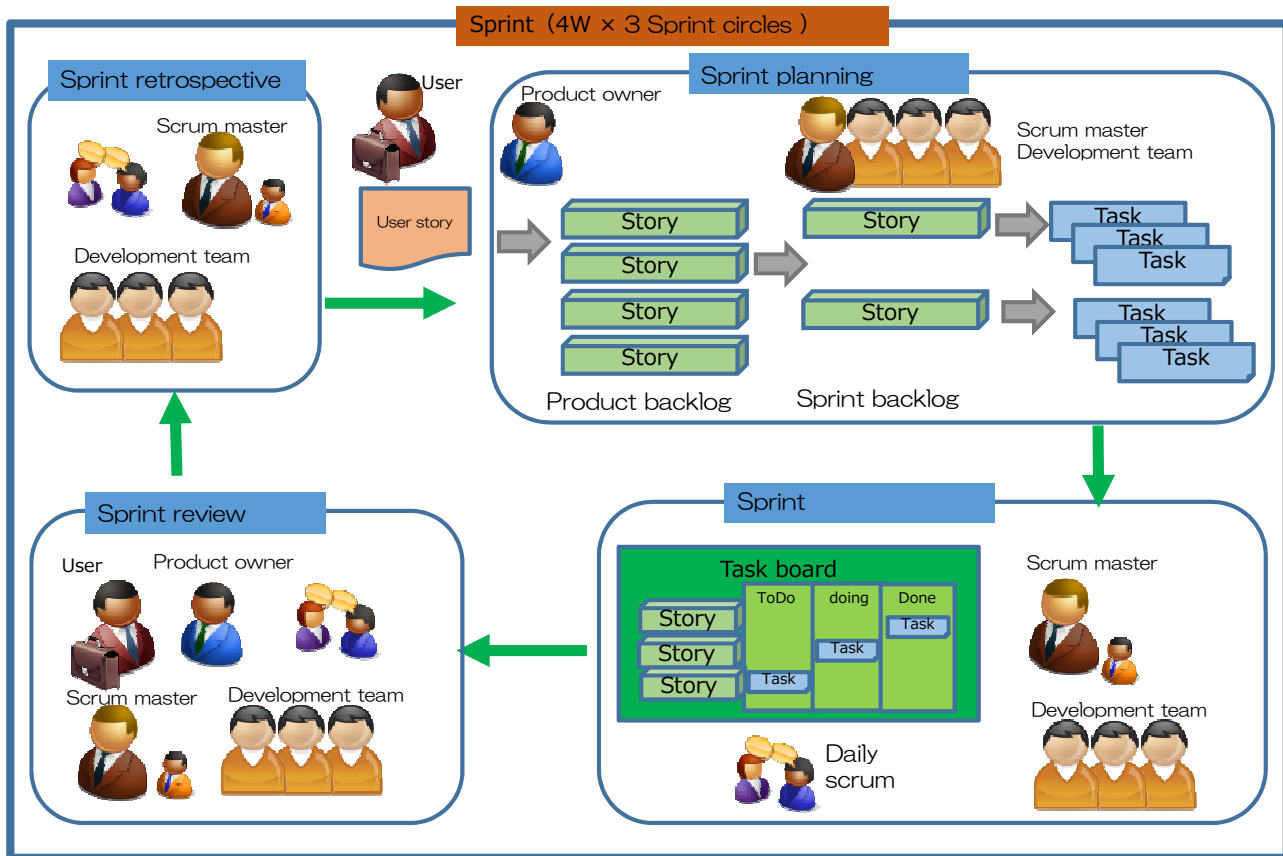 Sprint（4W × 3 Sprint circles ）
Sprint retrospective
Scrum master
Development team
User
User story
Sprint planning
Product owner
Scrum master
Development team
Story
Story
Story
Story
Product backlog
Story
Story
Sprint backlog
Task
Task
Task
Task
Task
Task
Sprint review
User
Product owner
Scrum master
Development team
Sprint
Task board
ToDo
doing
Done
Story
Story
Story
Task
Task
Task
Daily
scrum
Scrum master
Development team